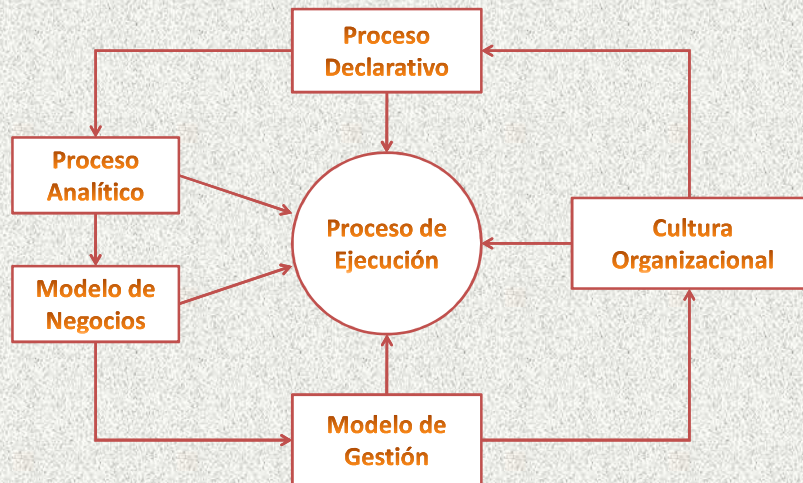 Proceso
Declarativo
Proceso
Analítico
Proceso de
Ejecución
Cultura
Organizacional
Modelo de
Negocios
Modelo de
Gestión